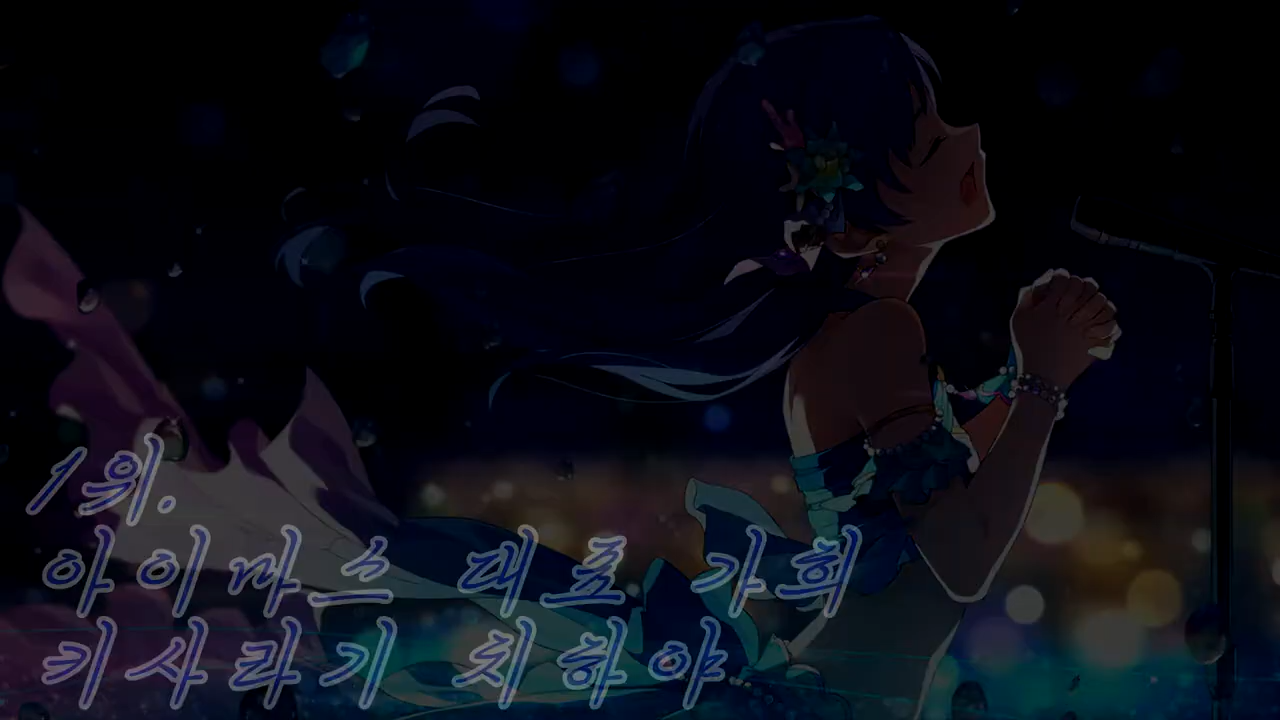 1위.
아이마스 대표 가희
키사라기 치하야